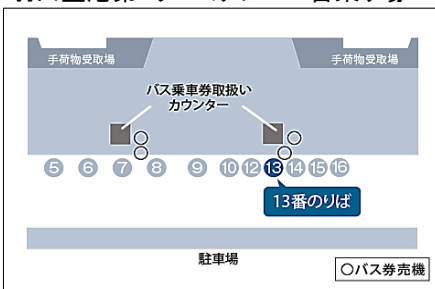 手荷物受取場
手荷物受取場
バス乗車券取扱い
カウンター
⑤ ⑥ ⑦ ⑧ ⑨ ⑩ ⑫ ⑬ ⑭ ⑮ ⑯
13番のりば
駐車場
○バス券売機